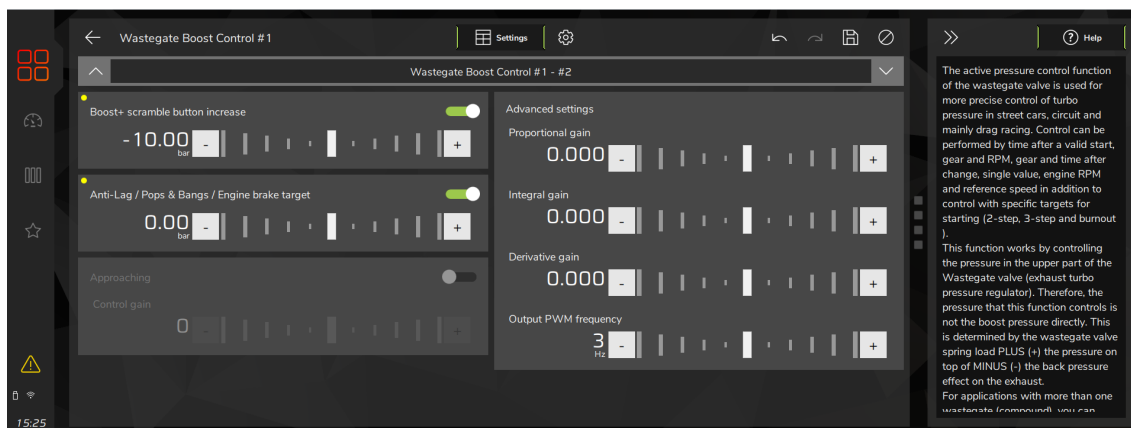 Wastegate Boost Control #1
Settings
Help
Wastegate Boost Control #1 - #2
Boost+ scramble button increase
-10.00
bar
-
+
Anti-Lag / Pops & Bangs / Engine brake target
0.00
bar
-
+
Approaching
Control gain
0
-
+
Advanced settings
Proportional gain
0.000
-
+
Integral gain
0.000
-
+
Derivative gain
0.000
-
+
Output PWM frequency
3
Hz
-
+
The active pressure control function
of the wastegate valve is used for
more precise control of turbo
pressure in street cars, circuit and
mainly drag racing. Control can be
performed by time after a valid start,
gear and RPM, gear and time after
change, single value, engine RPM
and reference speed in addition to
control with specific targets for
starting (2-step, 3-step and burnout
).
This function works by controlling
the pressure in the upper part of the
Wastegate valve (exhaust turbo
pressure regulator). Therefore, the
pressure that this function controls is
not the boost pressure directly. This
is determined by the wastegate valve
spring load PLUS (+) the pressure on
top of MINUS (-) the back pressure
effect on the exhaust.
For applications with more than one
wastegate (compound), you can
15:25